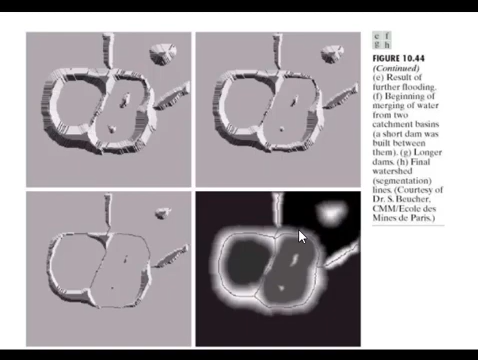 e f
g h
FIGURE 10.44
(Continued)
(e) Result of
further flooding.
(f) Beginning of
merging of water
from two
catchment basins
(a short dam was
built between
them). (g) Longer
dams. (h) Final
watershed
(segmentation)
lines. (Courtesy of
Dr. S. Beucher,
CMM/Ecole des
Mines de Paris.)